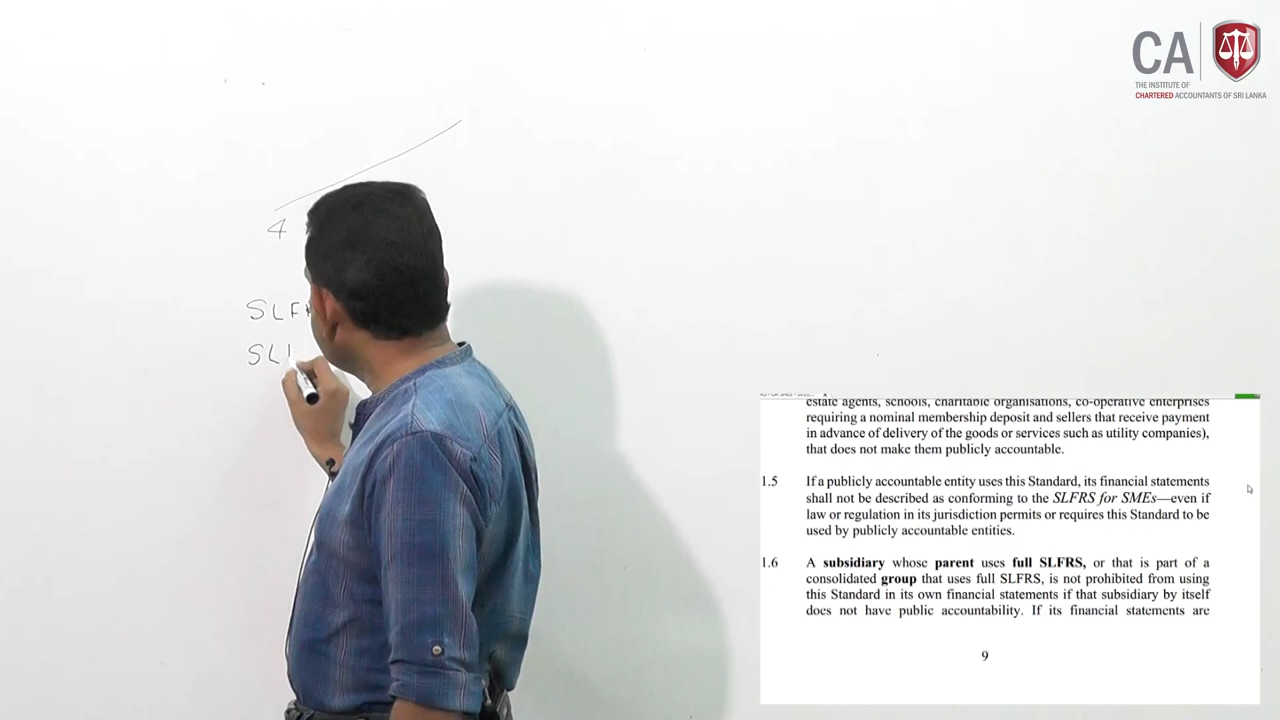 CA
THE INSTITUTE OF
CHARTERED ACCOUNTANTS OF SRI LANKA
4
SLF
SL
estate agents, schools, charitable organisations, co-operative enterprises
requiring a nominal membership deposit and sellers that receive payment
in advance of delivery of the goods or services such as utility companies),
that does not make them publicly accountable.
1.5 If a publicly accountable entity uses this Standard, its financial statements
shall not be described as conforming to the SLFRS for SMEs—even if
law or regulation in its jurisdiction permits or requires this Standard to be
used by publicly accountable entities.
1.6 A subsidiary whose parent uses full SLFRS, or that is part of a
consolidated group that uses full SLFRS, is not prohibited from using
this Standard in its own financial statements if that subsidiary by itself
does not have public accountability. If its financial statements are
9